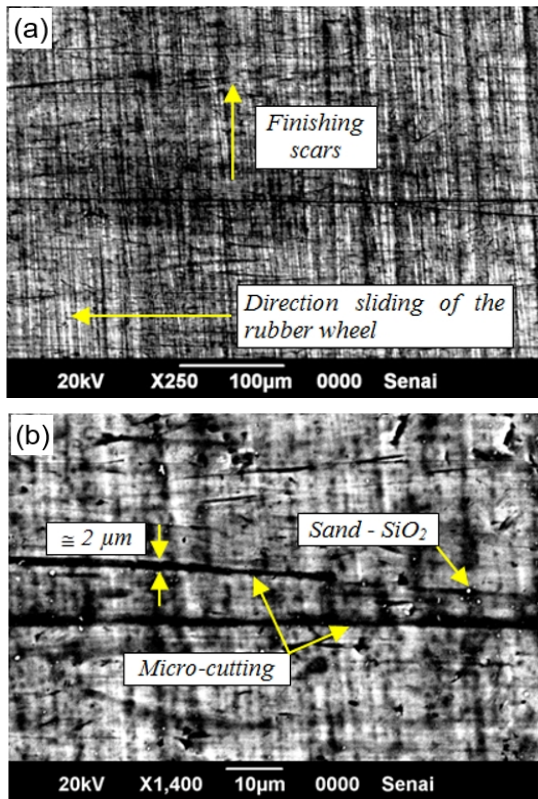 (a)
Finishing
scars
Direction sliding of the
rubber wheel
20kV X250 100µm 0000 Senai
(b)
≅ 2 µm
Sand - SiO₂
Micro-cutting
20kV X1,400 10µm 0000 Senai